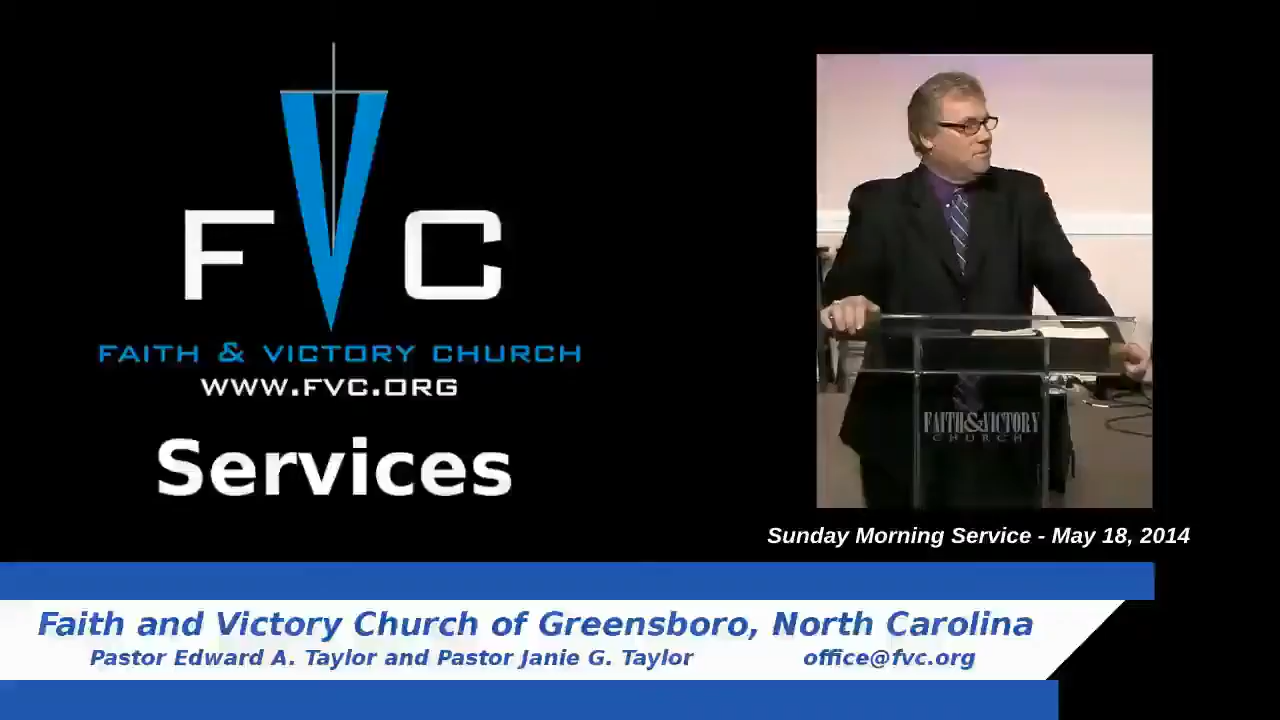 FVC
FAITH & VICTORY CHURCH
WWW.FVC.ORG
Services
FAITH&VICTORY
CHURCH
Sunday Morning Service - May 18, 2014
Faith and Victory Church of Greensboro, North Carolina
Pastor Edward A. Taylor and Pastor Janie G. Taylor office@fvc.org